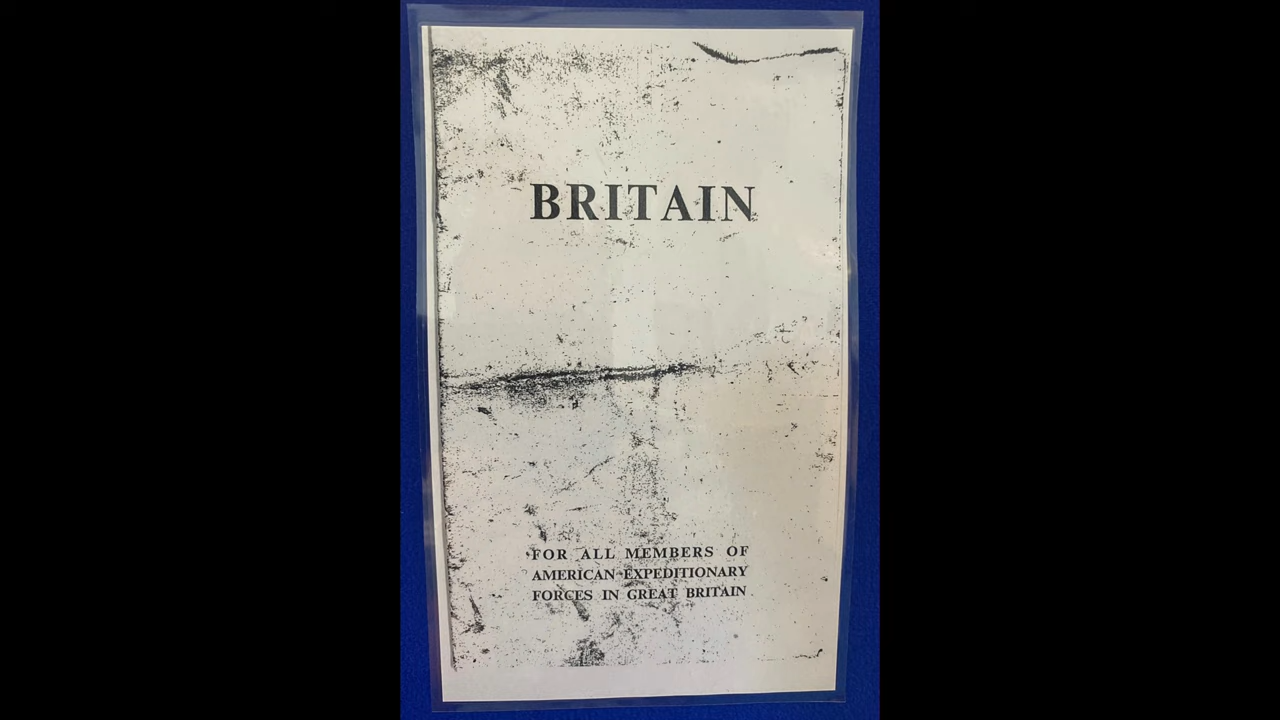 BRITAIN
FOR ALL MEMBERS OF
AMERICAN EXPEDITIONARY
FORCES IN GREAT BRITAIN